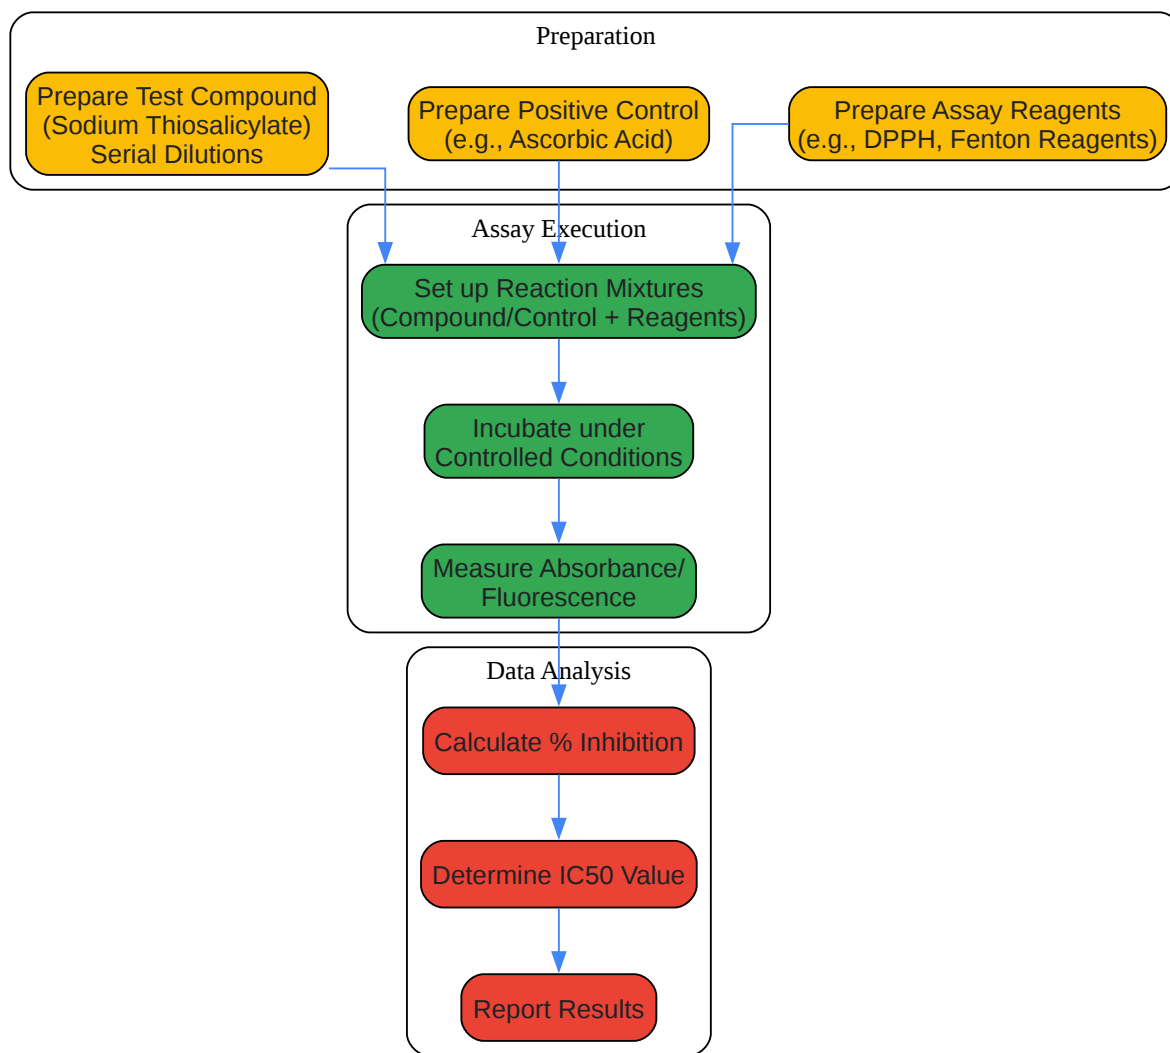 Preparation
Prepare Test Compound
(Sodium Thiosalicylate)
Serial Dilutions
Prepare Positive Control
(e.g., Ascorbic Acid)
Prepare Assay Reagents
(e.g., DPPH, Fenton Reagents)
Assay Execution
Set up Reaction Mixtures
(Compound/Control + Reagents)
Incubate under
Controlled Conditions
Measure Absorbance/
Fluorescence
Data Analysis
Calculate % Inhibition
Determine IC50 Value
Report Results